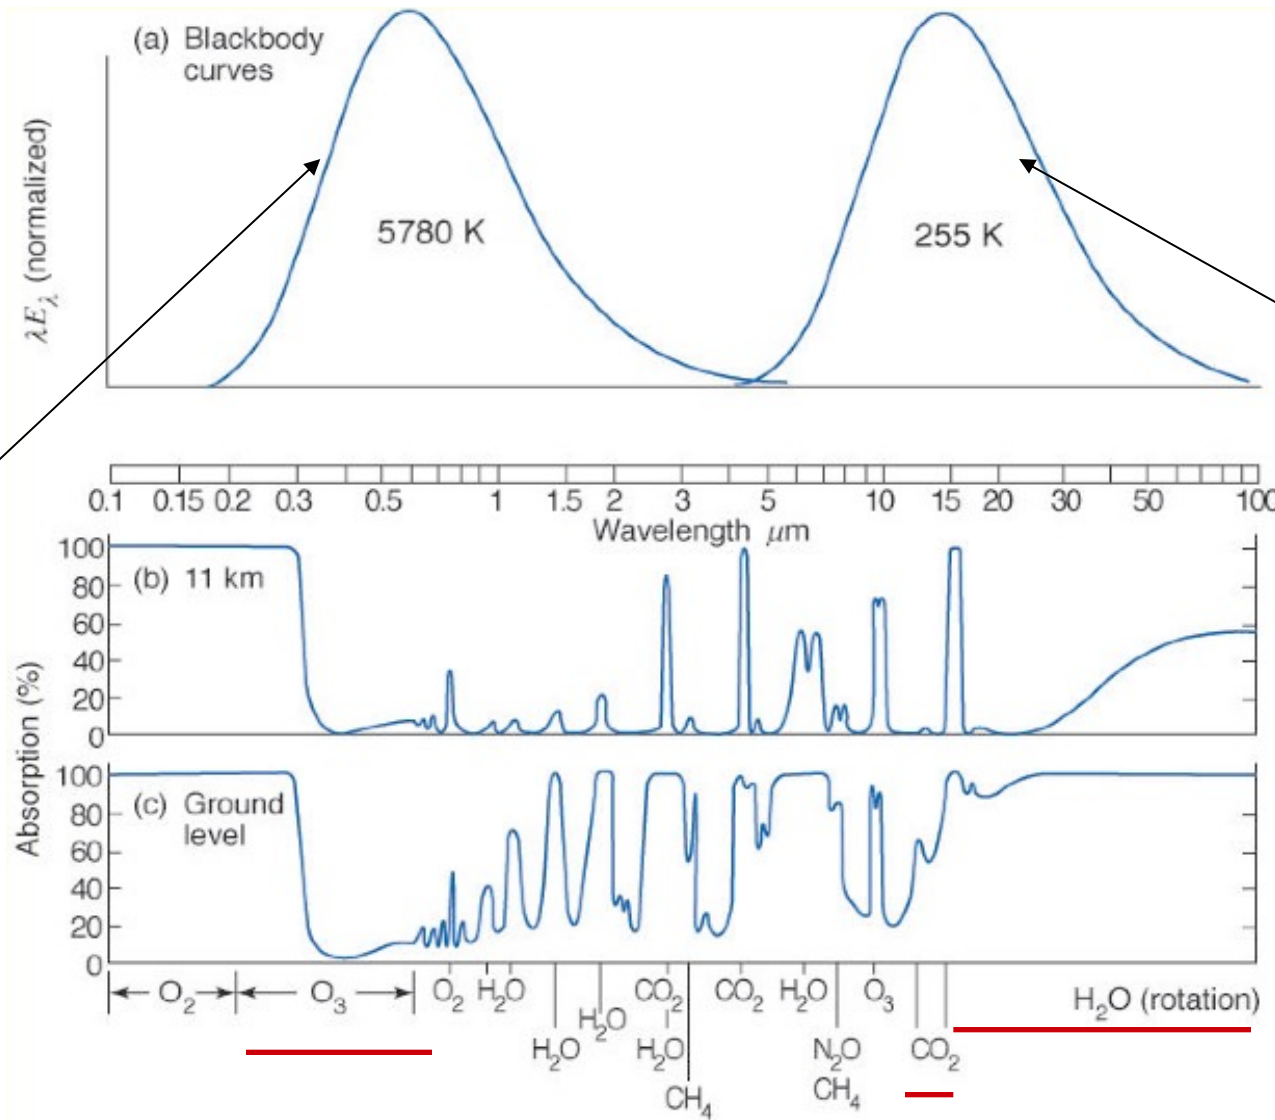 (a) Blackbody
curves
λE_λ (normalized)
5780 K
255 K
0.1 0.15 0.2 0.3 0.5 1 1.5 2 3 5 10 15 20 30 50 100
Wavelength μm
Absorption (%)
100
80
60
40
20
0
(b) 11 km
100
80
60
40
20
0
(c) Ground
level
O₂ O₃ O₂ H₂O CO₂ CO₂ H₂O O₃ H₂O (rotation)
H₂O
H₂O H₂O N₂O CO₂
CH₄ CH₄